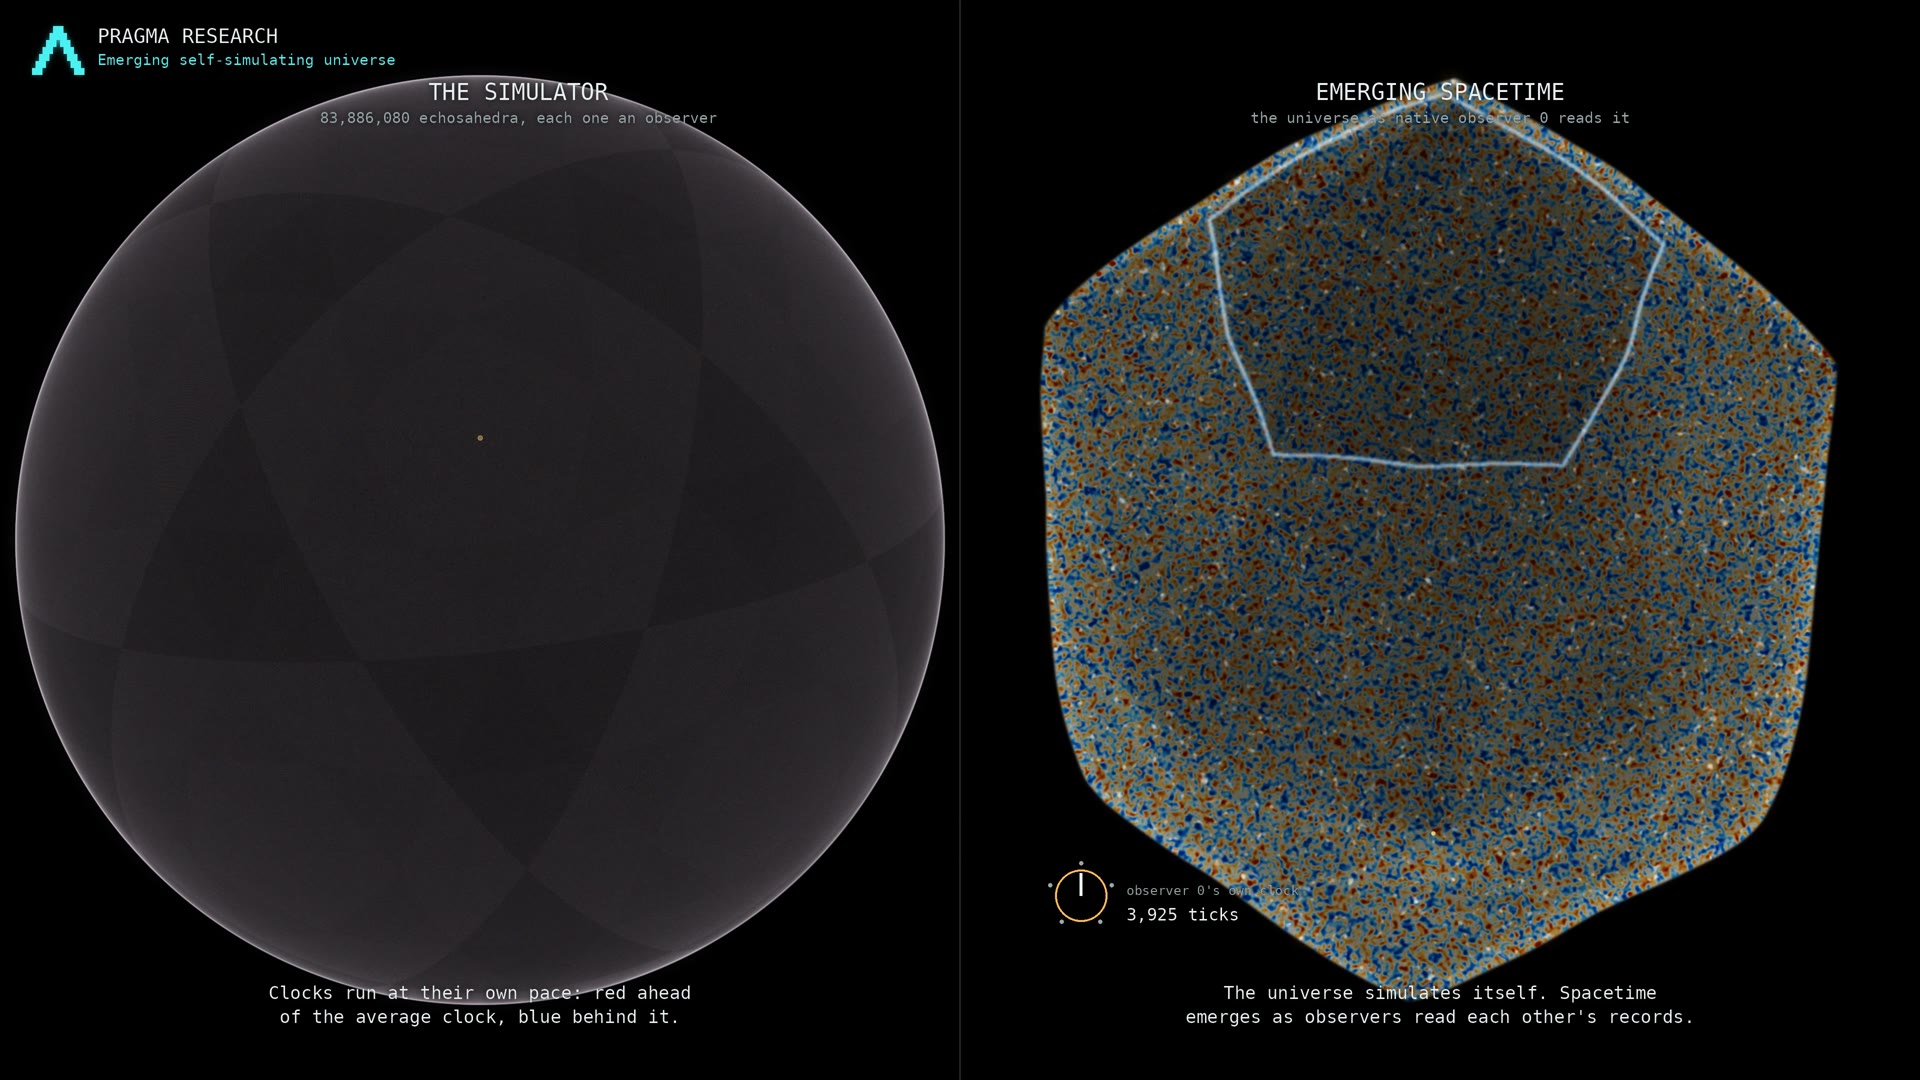 PRAGMA RESEARCH
Emerging self-simulating universe
THE SIMULATOR
83,886,080 echosahedra, each one an observer
Clocks run at their own pace: red ahead
of the average clock, blue behind it.
EMERGING SPACETIME
the universe as native observer 0 reads it
observer 0's own clock
3,925 ticks
The universe simulates itself. Spacetime
emerges as observers read each other's records.